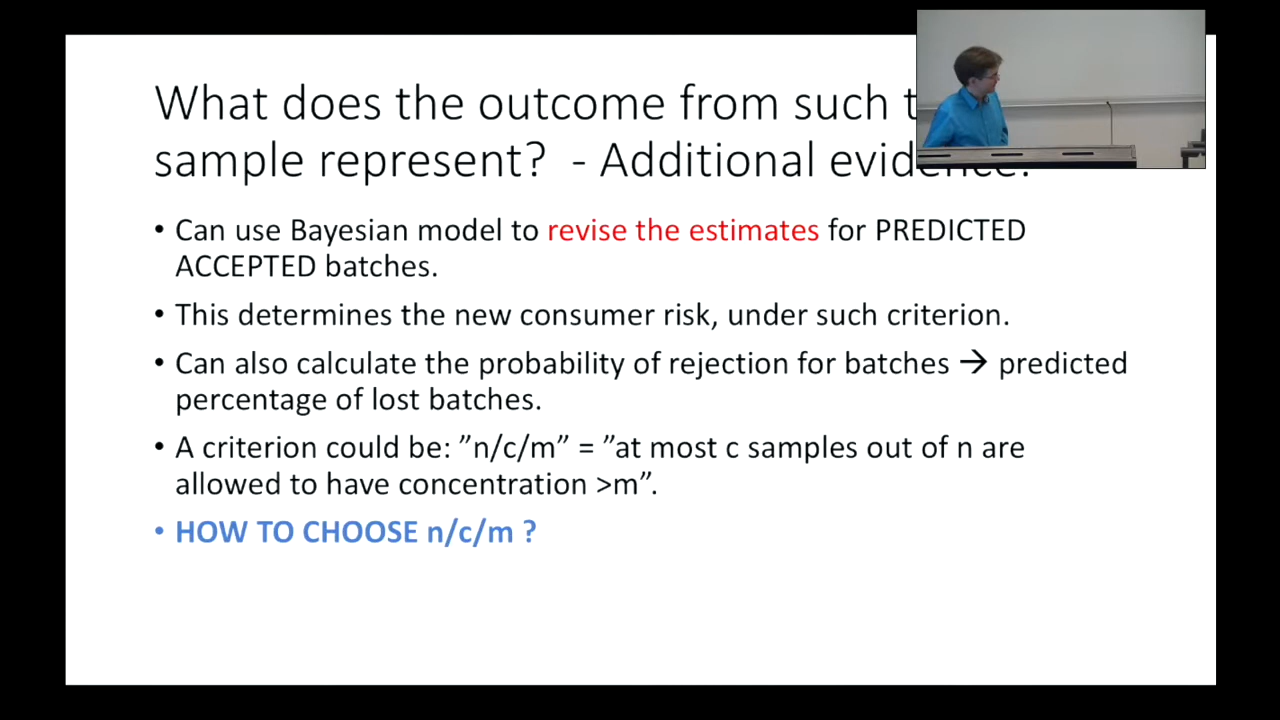 What does the outcome from such
sample represent? - Additional evidence.
• Can use Bayesian model to revise the estimates for PREDICTED
ACCEPTED batches.
• This determines the new consumer risk, under such criterion.
• Can also calculate the probability of rejection for batches → predicted
percentage of lost batches.
• A criterion could be: ”n/c/m” = ”at most c samples out of n are
allowed to have concentration >m”.
• HOW TO CHOOSE n/c/m ?